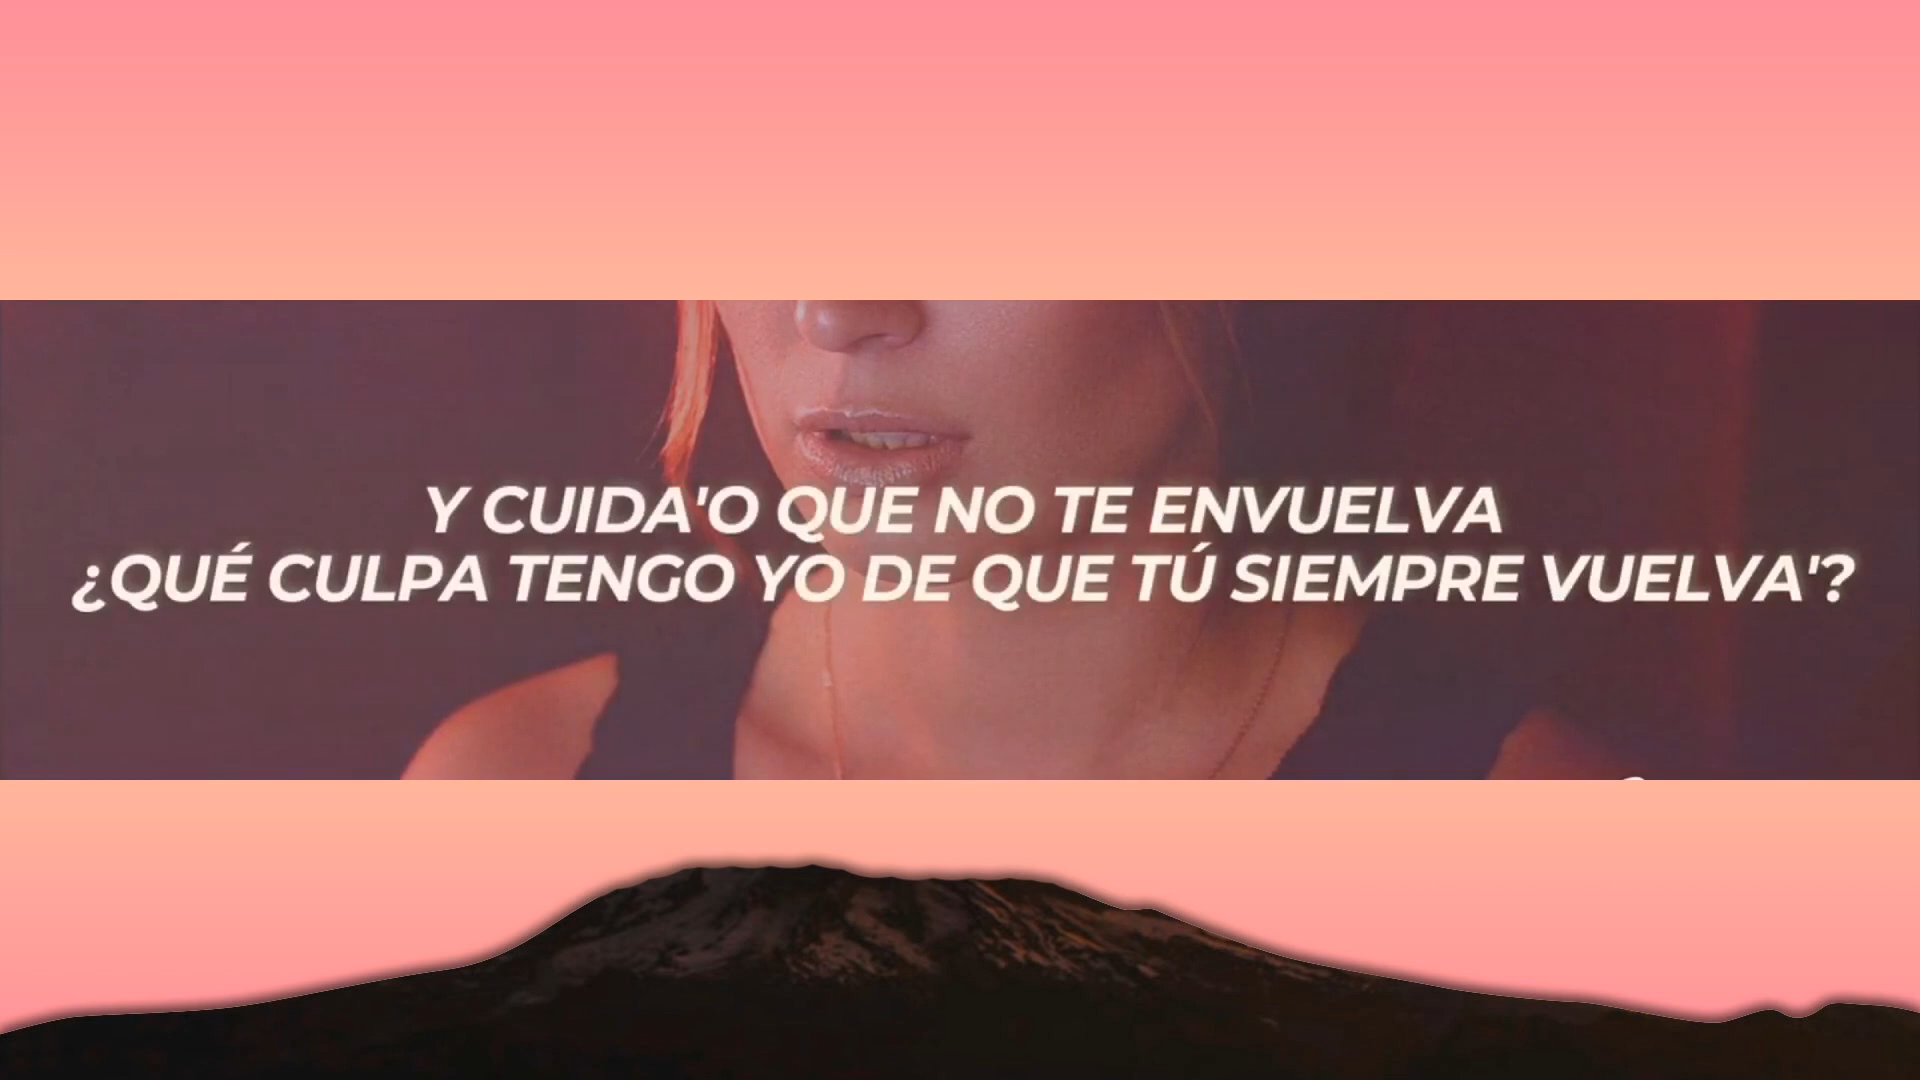 Y CUIDA'O QUE NO TE ENVUELVA
¿QUÉ CULPA TENGO YO DE QUE TÚ SIEMPRE VUELVA'?